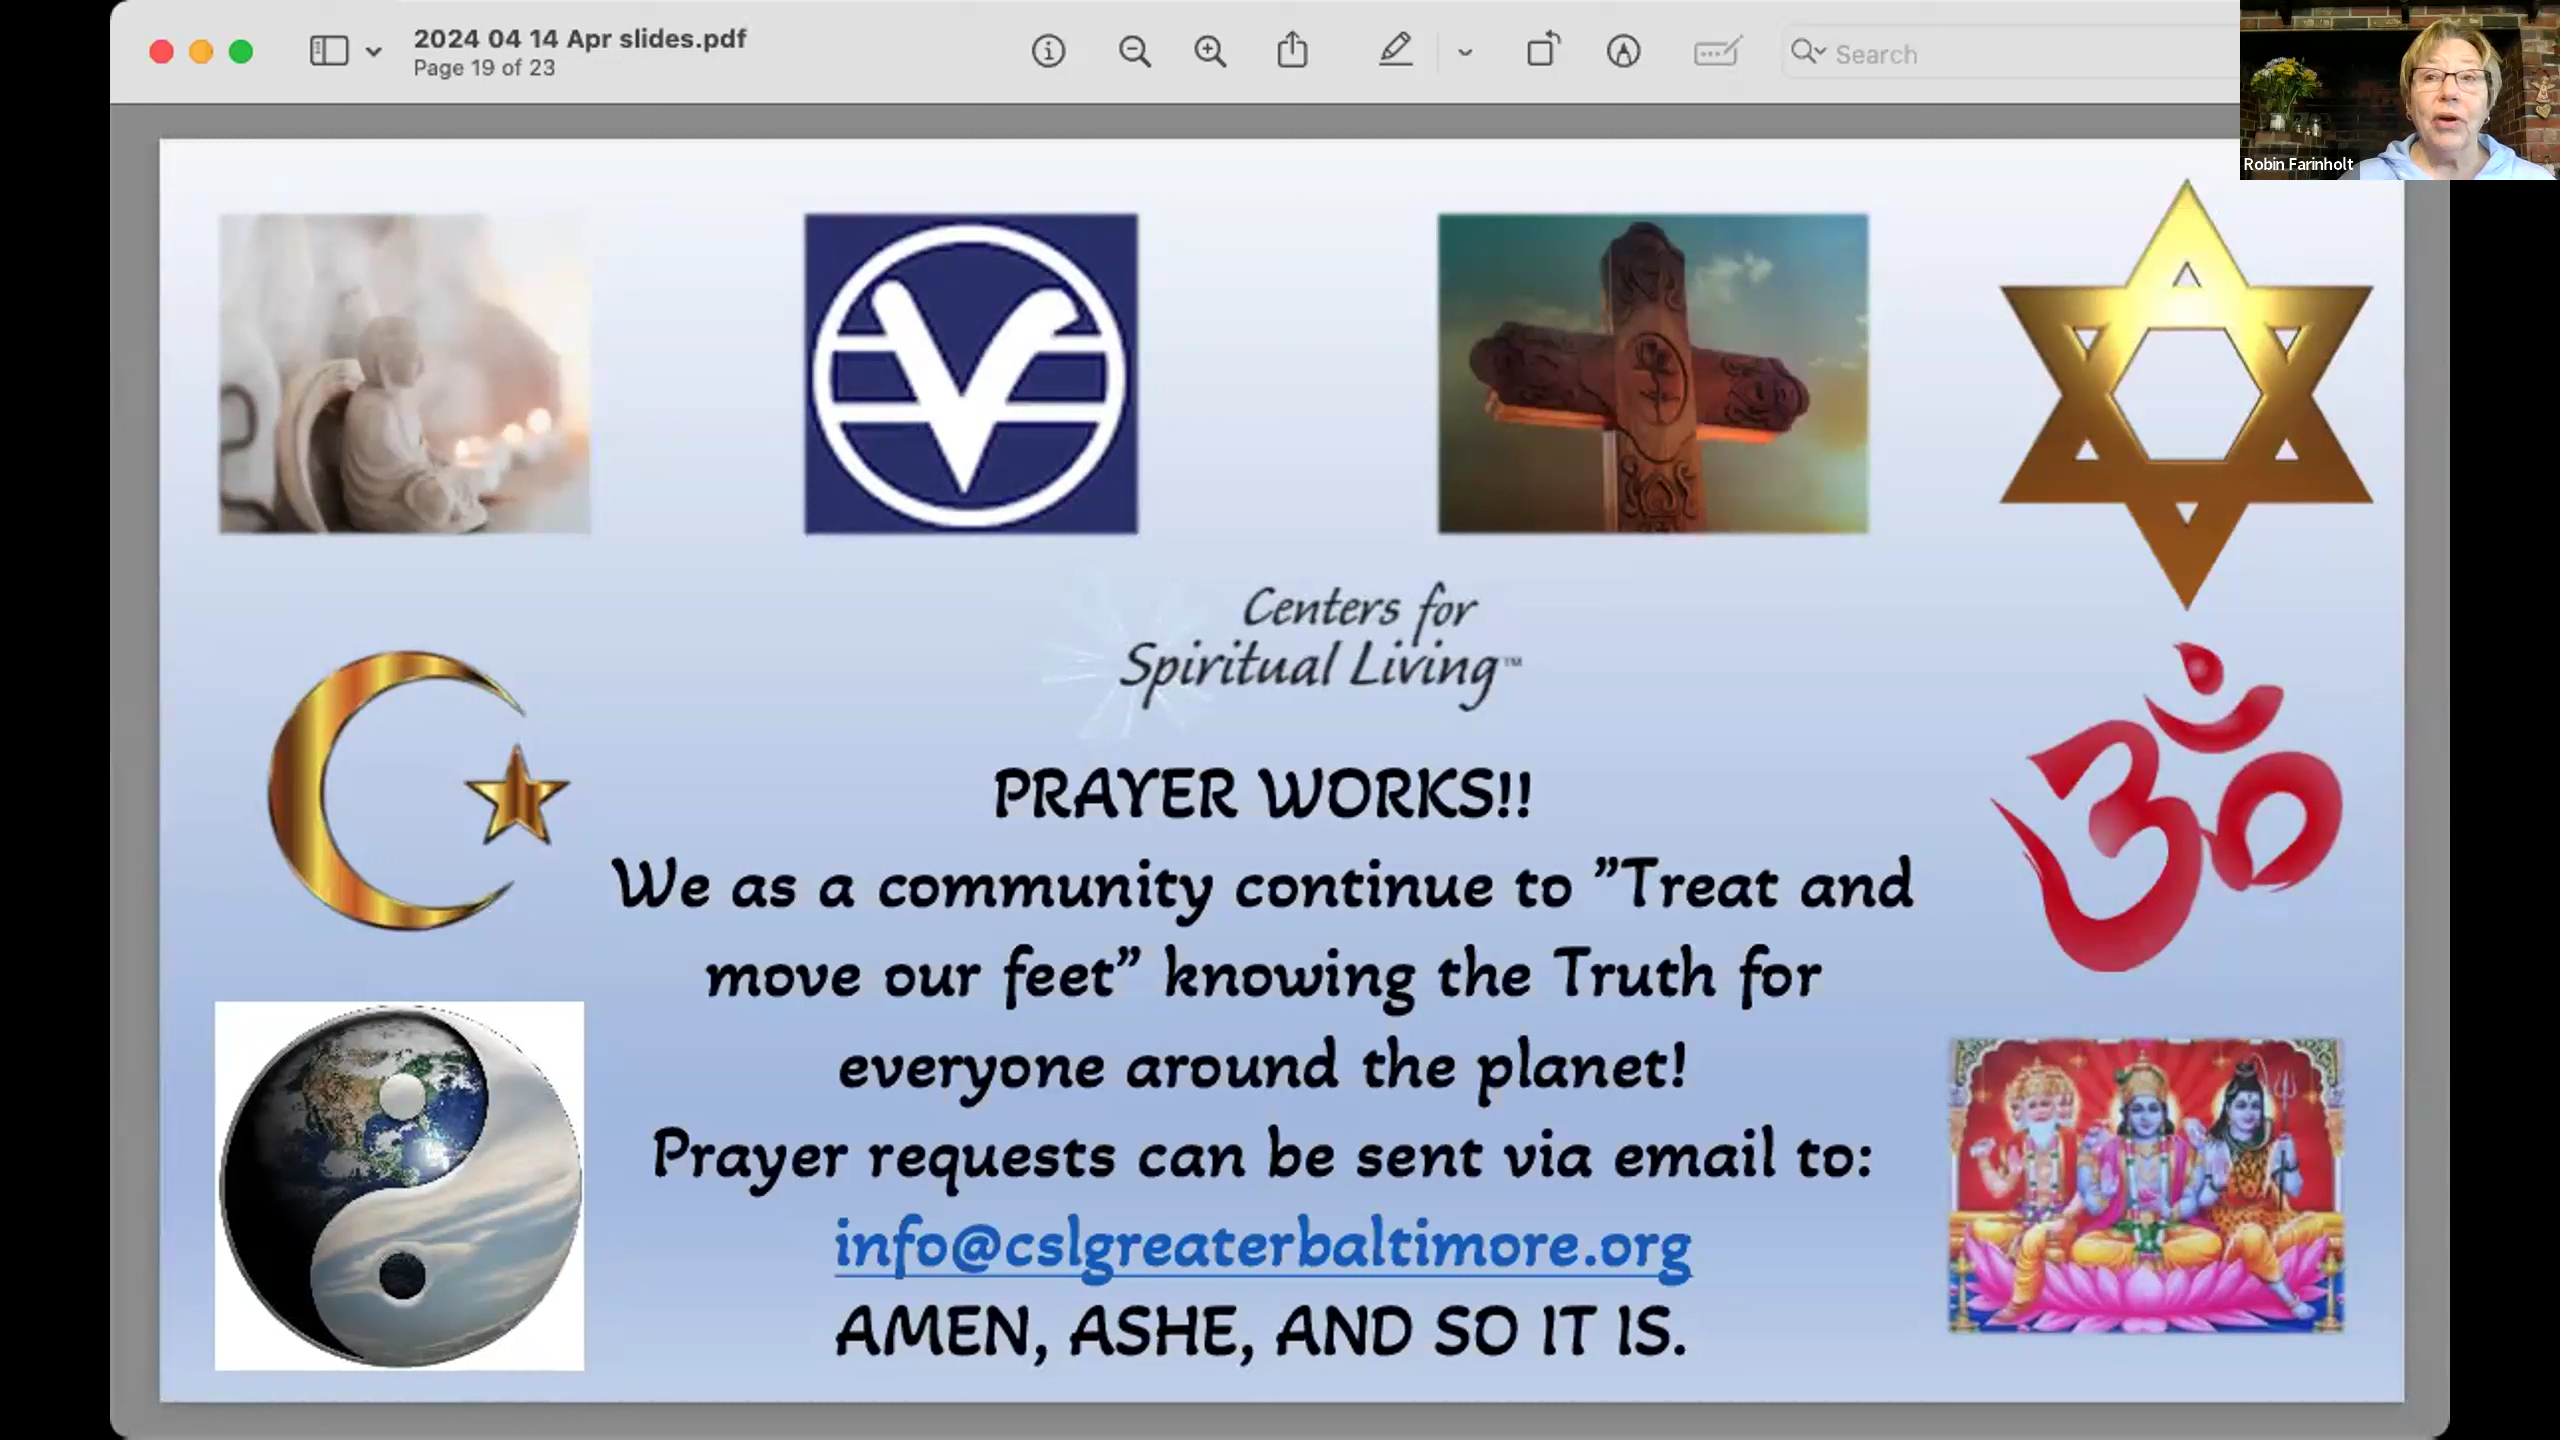 2024 04 14 Apr slides.pdf
Page 19 of 23
Search
Robin Farinholt
Centers for
Spiritual Living™
PRAYER WORKS!!
We as a community continue to ”Treat and
move our feet” knowing the Truth for
everyone around the planet!
Prayer requests can be sent via email to:
info@cslgreaterbaltimore.org
AMEN, ASHE, AND SO IT IS.